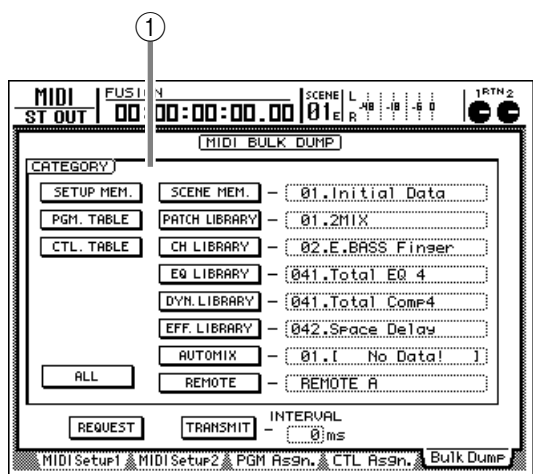 1
MIDI
ST OUT
FUSION
00:00:00:00.00
SCENE
01E
L -48 -18 -6 0
R
1RTN2
MIDI BULK DUMP
CATEGORY
SETUP MEM. SCENE MEM. - 01.Initial Data
PGM. TABLE PATCH LIBRARY - 01.2MIX
CTL. TABLE CH LIBRARY - 02.E.BASS Finger
EQ LIBRARY - 041.Total EQ 4
DYN.LIBRARY - 041.Total Comp4
EFF. LIBRARY - 042.Space Delay
AUTOMIX - 01.[ No Data! ]
ALL REMOTE - REMOTE A
REQUEST TRANSMIT - INTERVAL 0ms
MIDI Setup1 MIDI Setup2 PGM Asgn. CTL Asgn. Bulk Dump